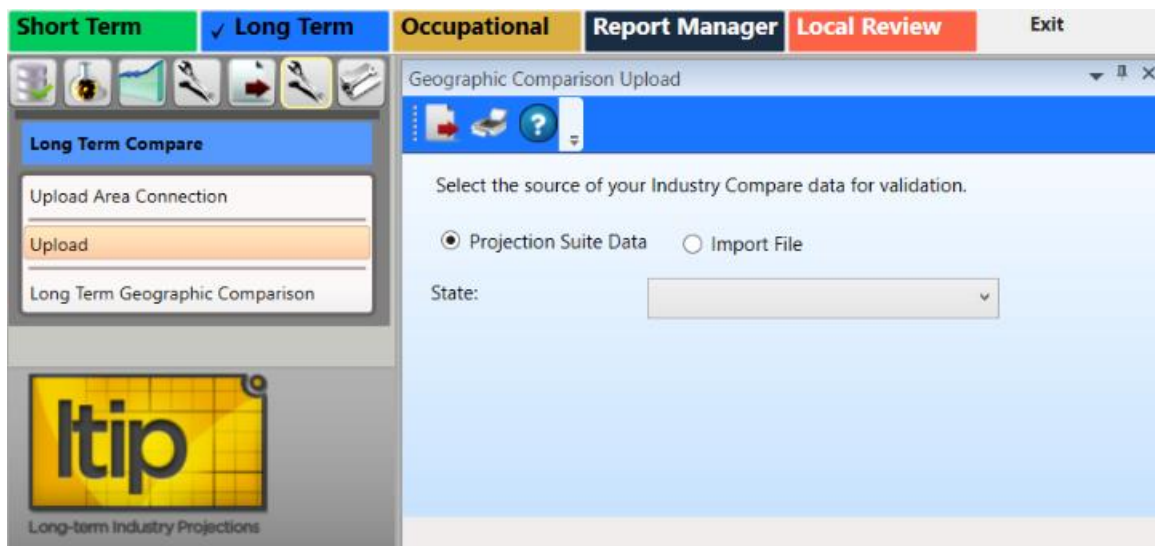 Short Term
✓ Long Term
Occupational
Report Manager
Local Review
Exit
Geographic Comparison Upload
Long Term Compare
Upload Area Connection
Upload
Long Term Geographic Comparison
Select the source of your Industry Compare data for validation.
Projection Suite Data
Import File
State:
ltip
Long-term Industry Projections